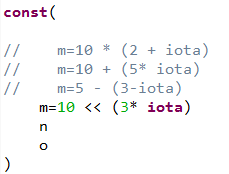 const(
//    m=10 * (2 + iota)
//    m=10 + (5* iota)
//    m=5 - (3-iota)
    m=10 << (3* iota)
    n
    o
)